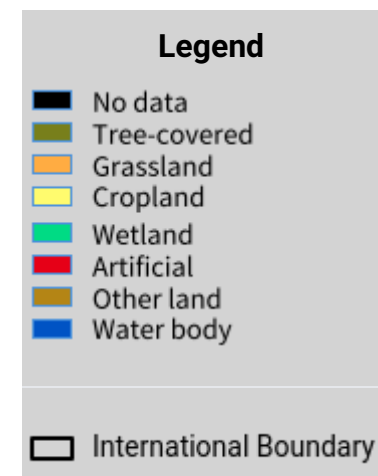 Legend
No data
Tree-covered
Grassland
Cropland
Wetland
Artificial
Other land
Water body
International Boundary